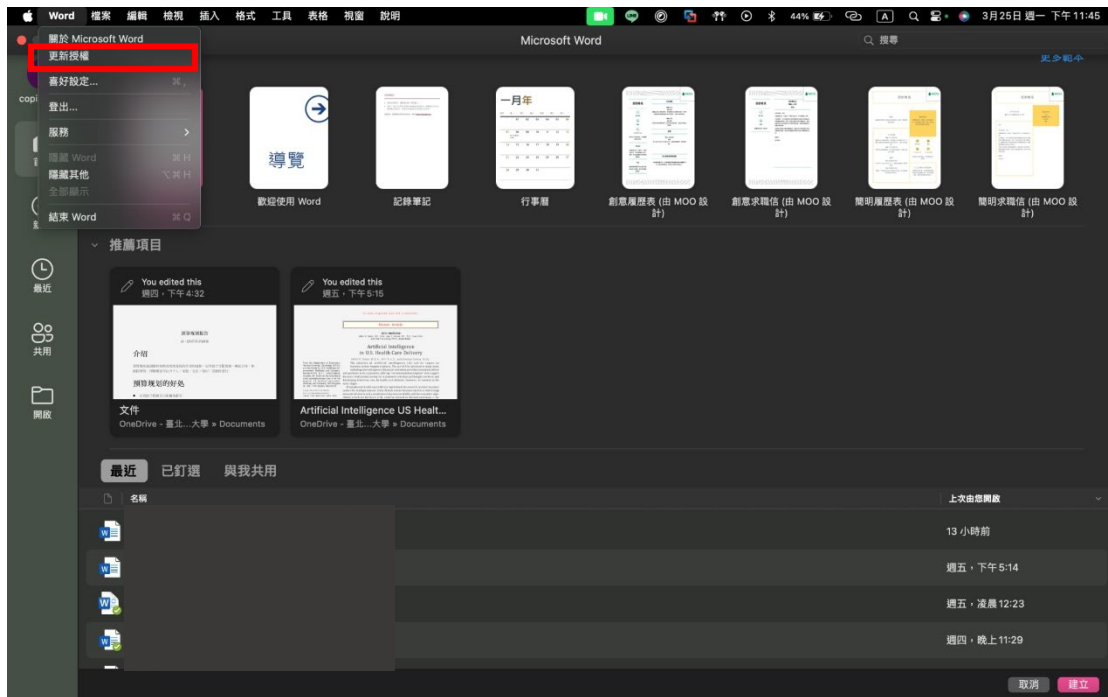 Word 檔案 編輯 檢視 插入 格式 工具 表格 視窗 說明 44% A 3月25日 週一 下午11:45
Microsoft Word
搜尋
關於 Microsoft Word
更新授權
喜好設定... ⌘ ,
登出...
服務
隱藏 Word ⌘ H
隱藏其他 ⌥ ⌘ H
全部顯示
結束 Word ⌘ Q
更多範本
導覽
一月年
歡迎使用 Word
記錄筆記
行事曆
創意履歷表 (由 MOO 設計)
創意求職信 (由 MOO 設計)
簡明履歷表 (由 MOO 設計)
簡明求職信 (由 MOO 設計)
推薦項目
You edited this
週四，下午 4:32
介绍
预算规划的好处
文件
OneDrive - 臺北...大學 » Documents
You edited this
週五，下午 5:15
Artificial Intelligence
in U.S. Health Care Delivery
Artificial Intelligence US Healt...
OneDrive - 臺北...大學 » Documents
最近
共用
開啟
最近 已釘選 與我共用
名稱 上次由您開啟
13 小時前
週五，下午 5:14
週五，凌晨 12:23
週四，晚上 11:29
取消 建立